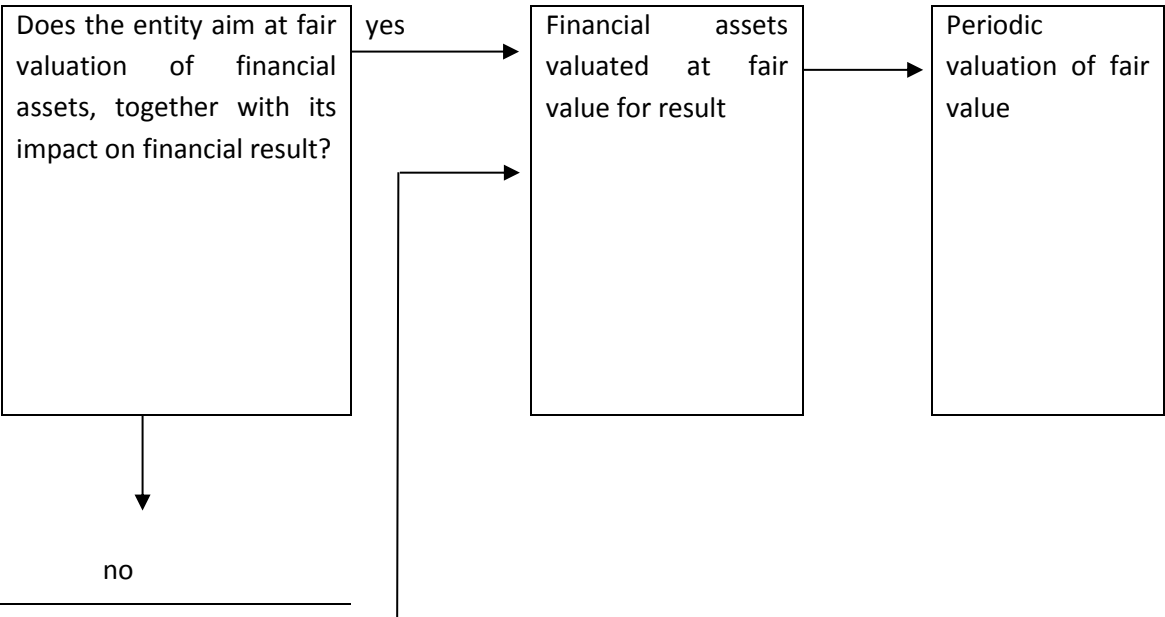 Does the entity aim at fair
valuation of financial
assets, together with its
impact on financial result?
yes
Financial assets
valuated at fair
value for result
Periodic
valuation of fair
value
no